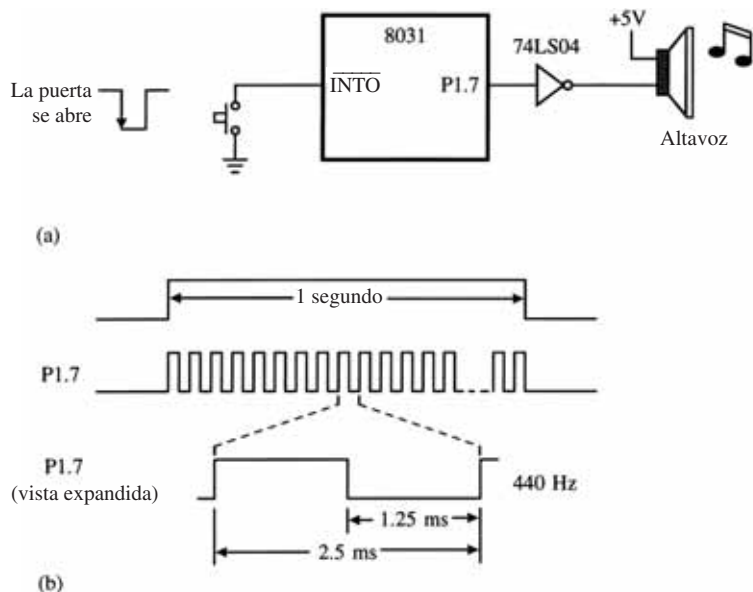 8031
74LS04
+5V
La puerta
se abre
INTO
P1.7
Altavoz
(a)
1 segundo
P1.7
P1.7
(vista expandida)
440 Hz
1.25 ms
2.5 ms
(b)